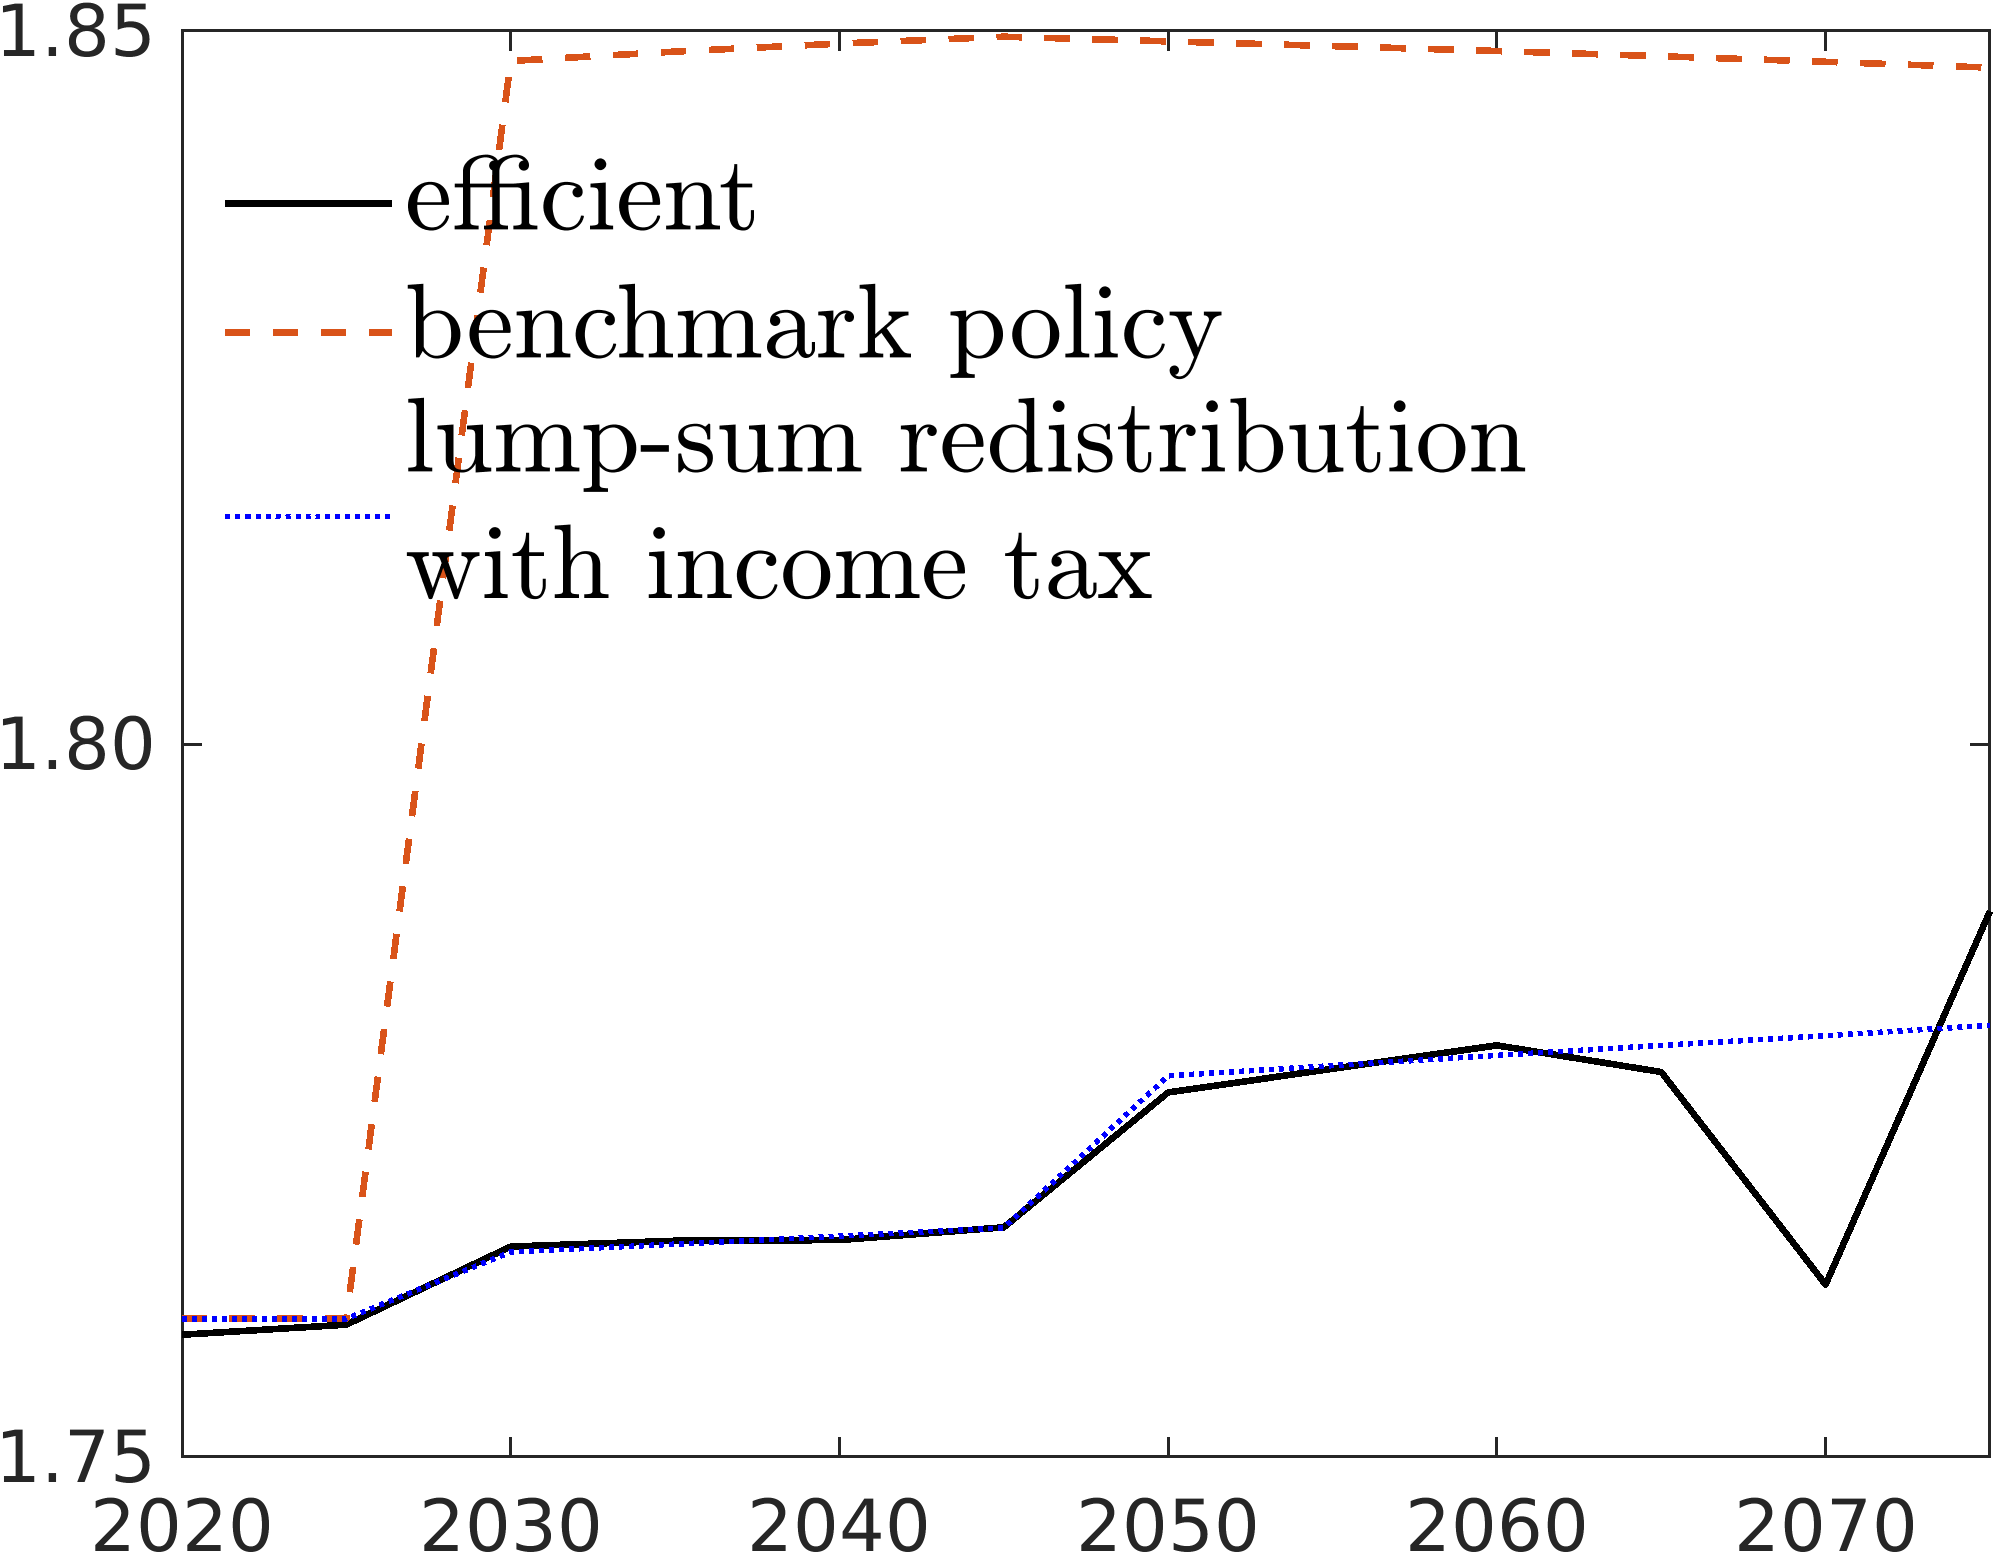 1.85
efficient
benchmark policy
lump-sum redistribution
with income tax
1.80
1.75
2020 2030 2040 2050 2060 2070